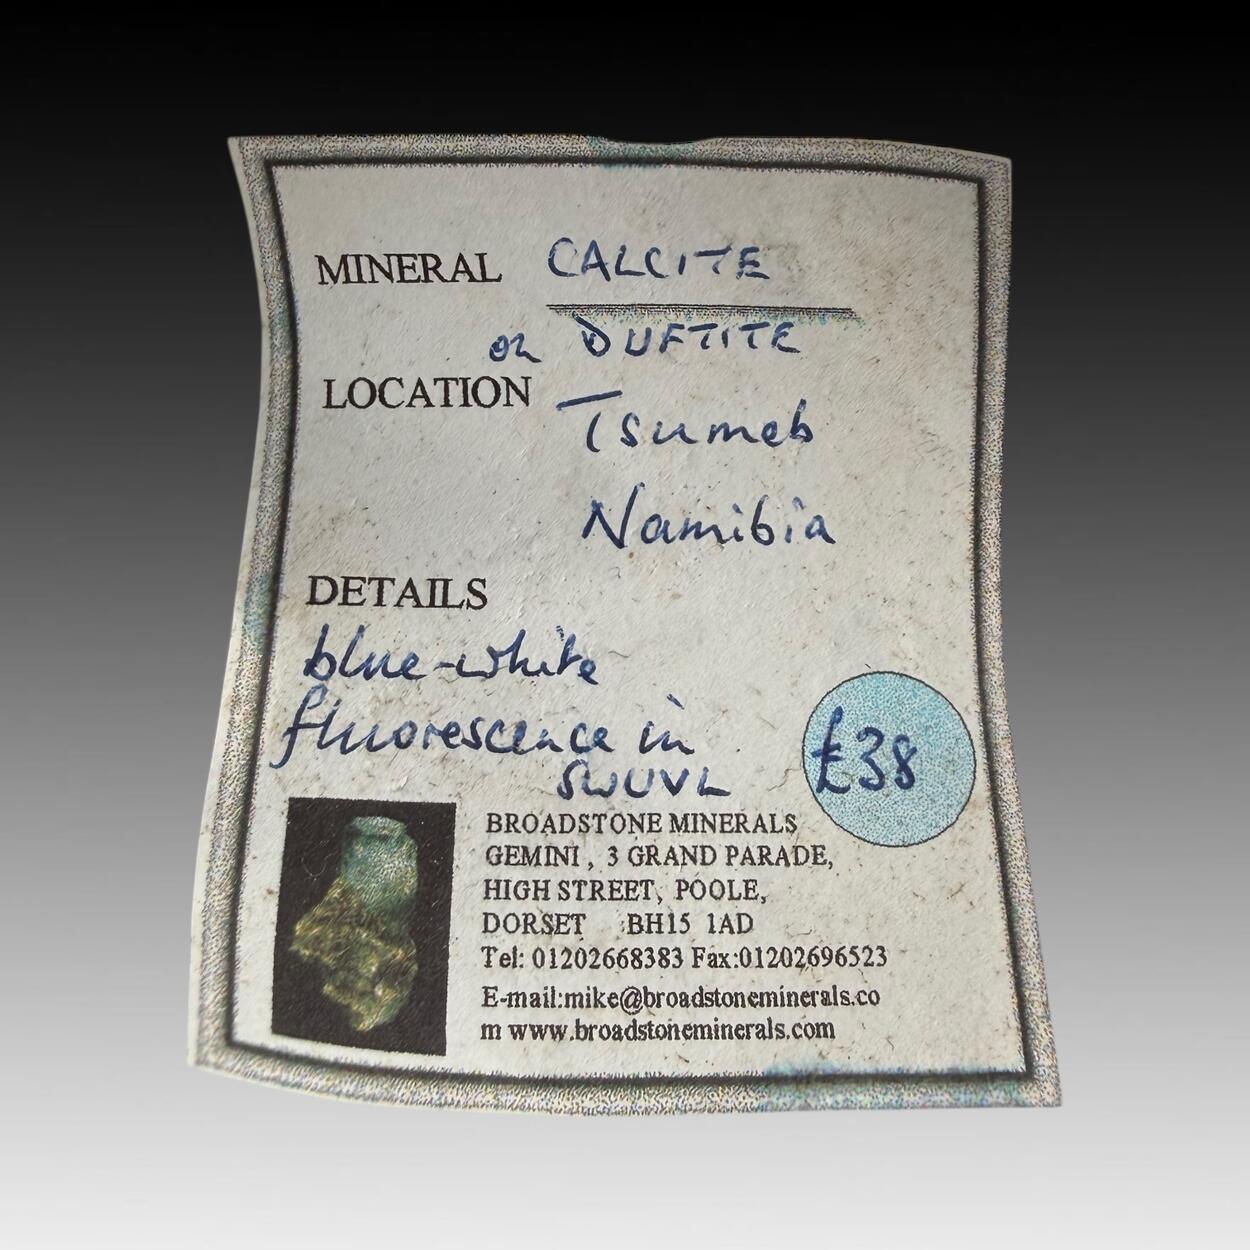 MINERAL CALCITE
on DUFTITE
LOCATION Tsumeb
Namibia
DETAILS
blue-white
fluorescence in
SWUVL
£38
BROADSTONE MINERALS
GEMINI, 3 GRAND PARADE,
HIGH STREET, POOLE,
DORSET BH15 1AD
Tel: 01202668383 Fax:01202696523
E-mail:mike@broadstoneminerals.co
m www.broadstoneminerals.com